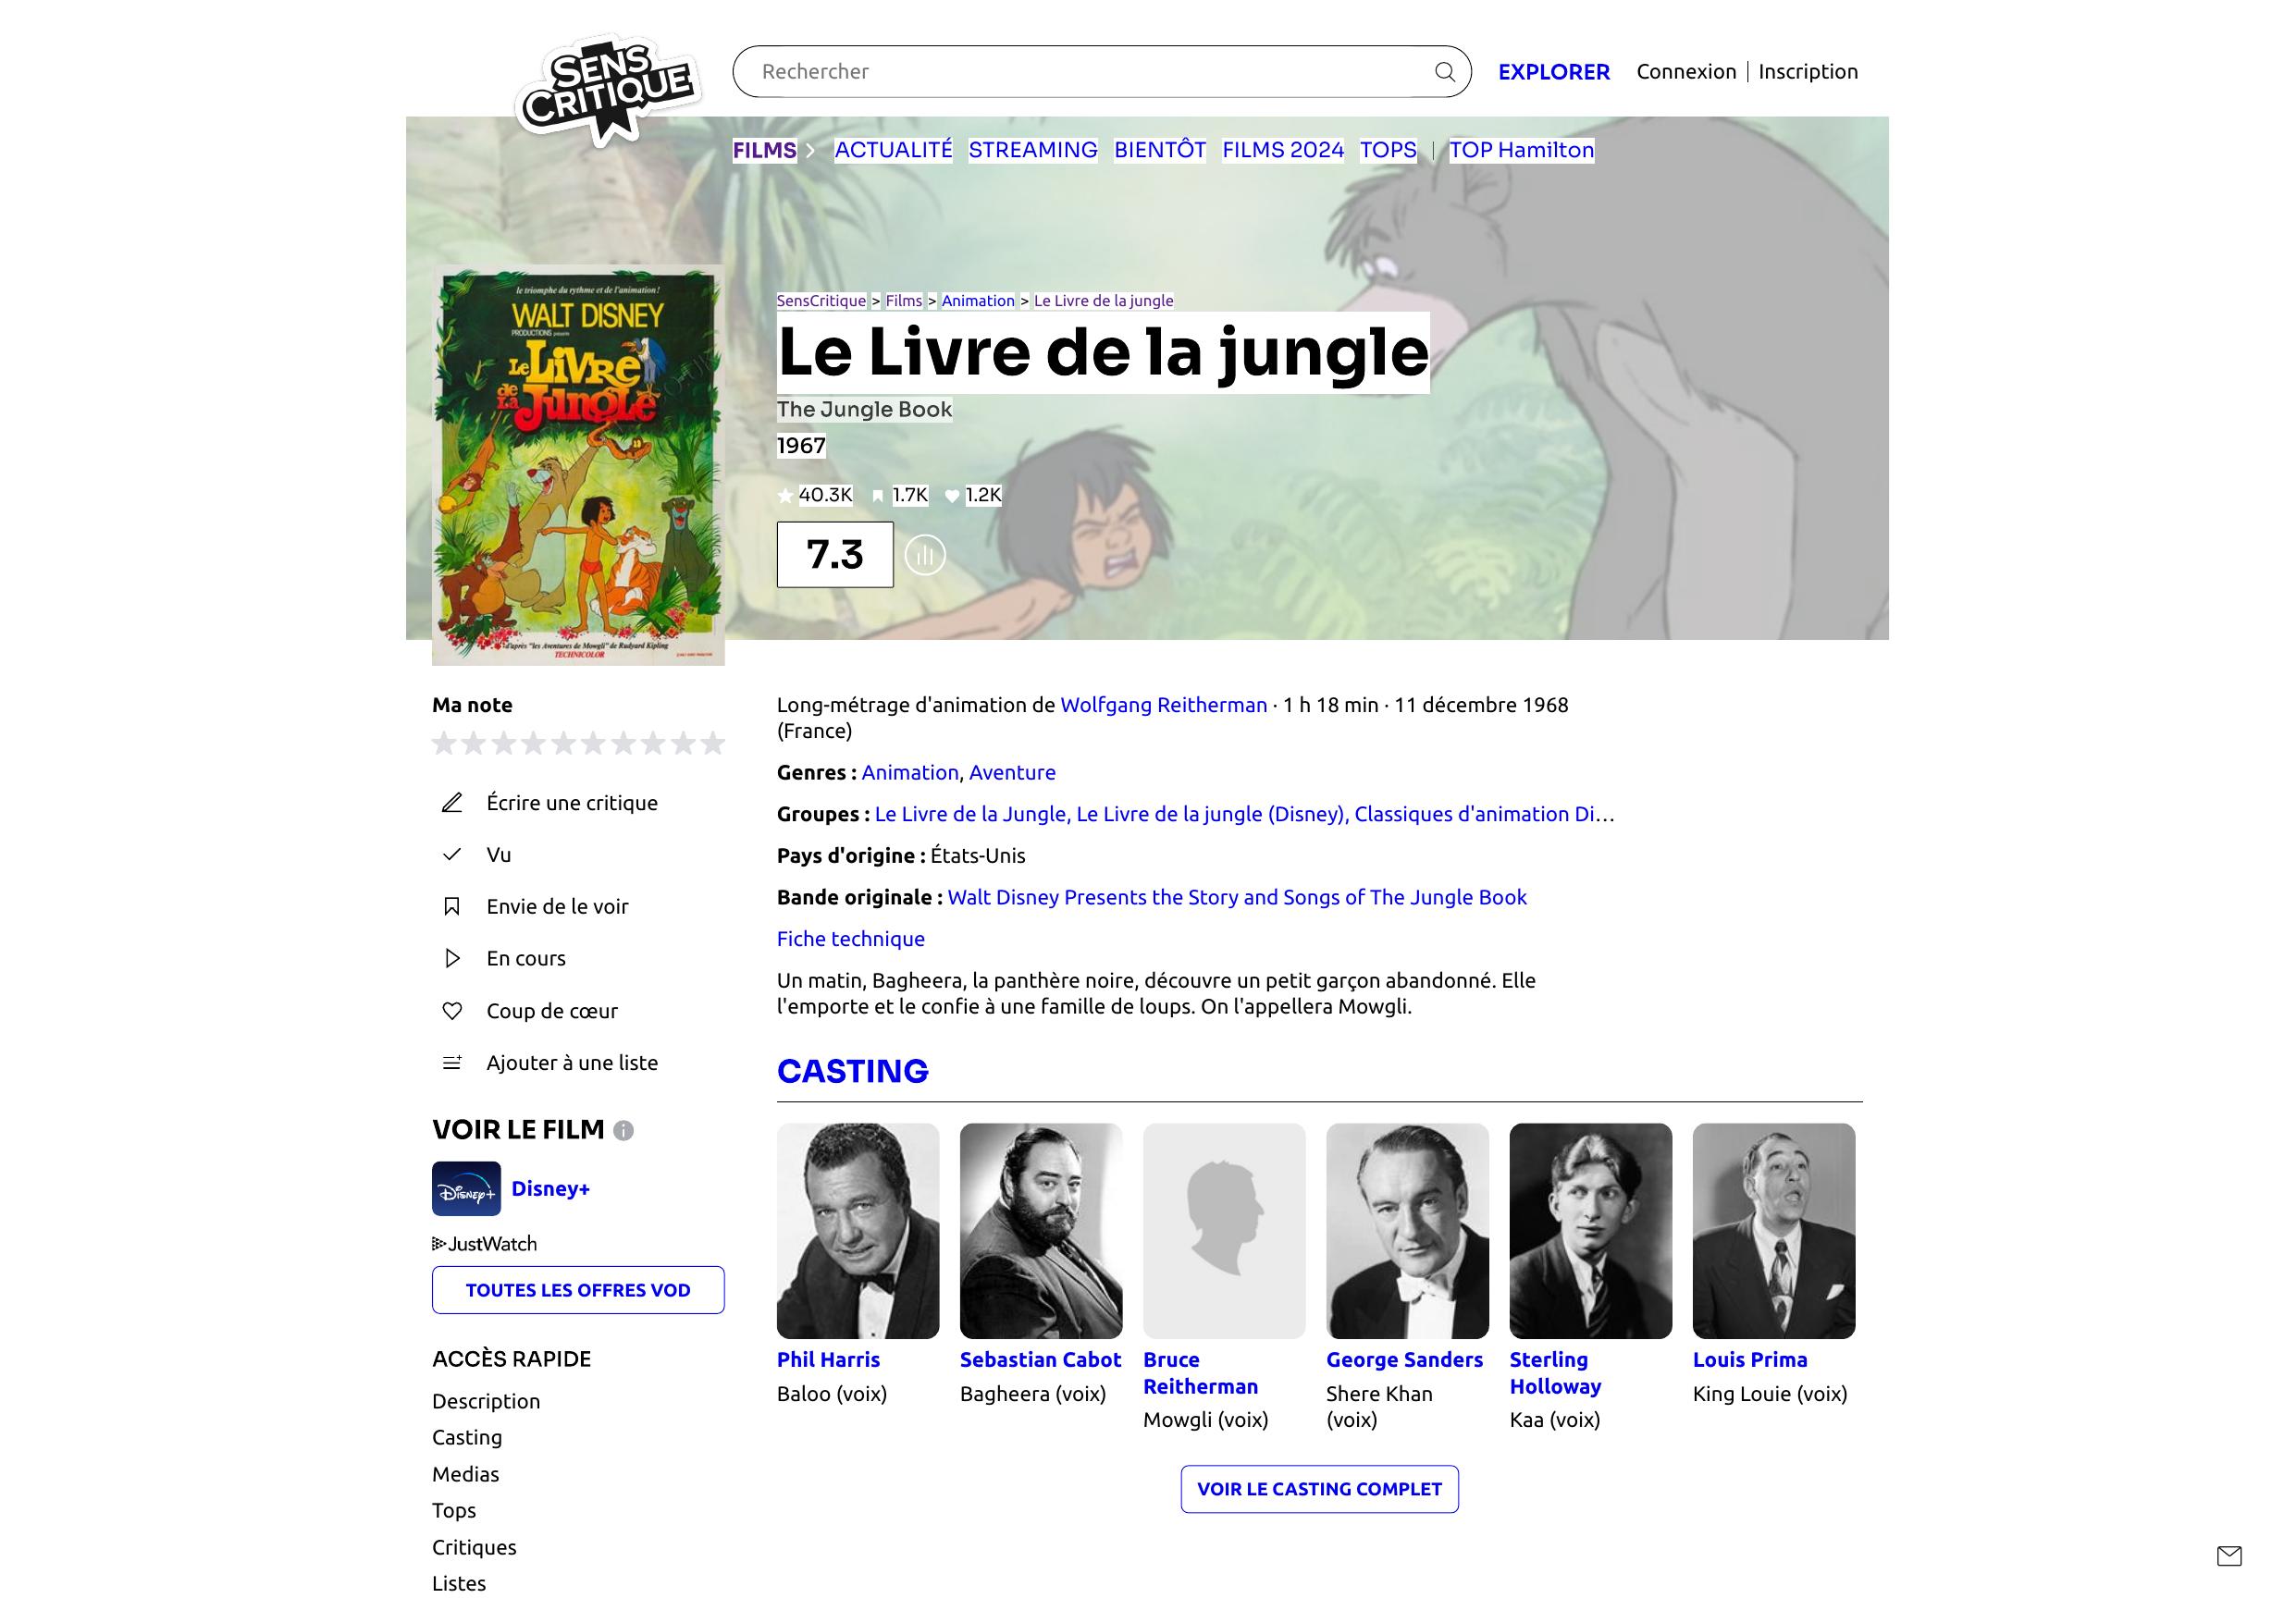 SENS
CRITIQUE
Rechercher
EXPLORER
Connexion | Inscription
FILMS
ACTUALITÉ
STREAMING
BIENTÔT
FILMS 2024
TOPS | TOP Hamilton
le triomphe du rythme et de l'animation!
WALT DISNEY
PRODUCTIONS
Le Livre
de La Jungle
d'après "les Aventures de Mowgli" de Rudyard Kipling
TECHNICOLOR
SensCritique > Films > Animation > Le Livre de la jungle
Le Livre de la jungle
The Jungle Book
1967
40.3K 1.7K 1.2K
7.3
Ma note
Écrire une critique
Vu
Envie de le voir
En cours
Coup de cœur
Ajouter à une liste
VOIR LE FILM
Disney+
Disney+
JustWatch
TOUTES LES OFFRES VOD
ACCÈS RAPIDE
Description
Casting
Medias
Tops
Critiques
Listes
Long-métrage d'animation de Wolfgang Reitherman · 1 h 18 min · 11 décembre 1968
(France)
Genres : Animation, Aventure
Groupes : Le Livre de la Jungle, Le Livre de la jungle (Disney), Classiques d'animation Di…
Pays d'origine : États-Unis
Bande originale : Walt Disney Presents the Story and Songs of The Jungle Book
Fiche technique
Un matin, Bagheera, la panthère noire, découvre un petit garçon abandonné. Elle
l'emporte et le confie à une famille de loups. On l'appellera Mowgli.
CASTING
Phil Harris
Baloo (voix)
Sebastian Cabot
Bagheera (voix)
Bruce
Reitherman
Mowgli (voix)
George Sanders
Shere Khan
(voix)
Sterling
Holloway
Kaa (voix)
Louis Prima
King Louie (voix)
VOIR LE CASTING COMPLET